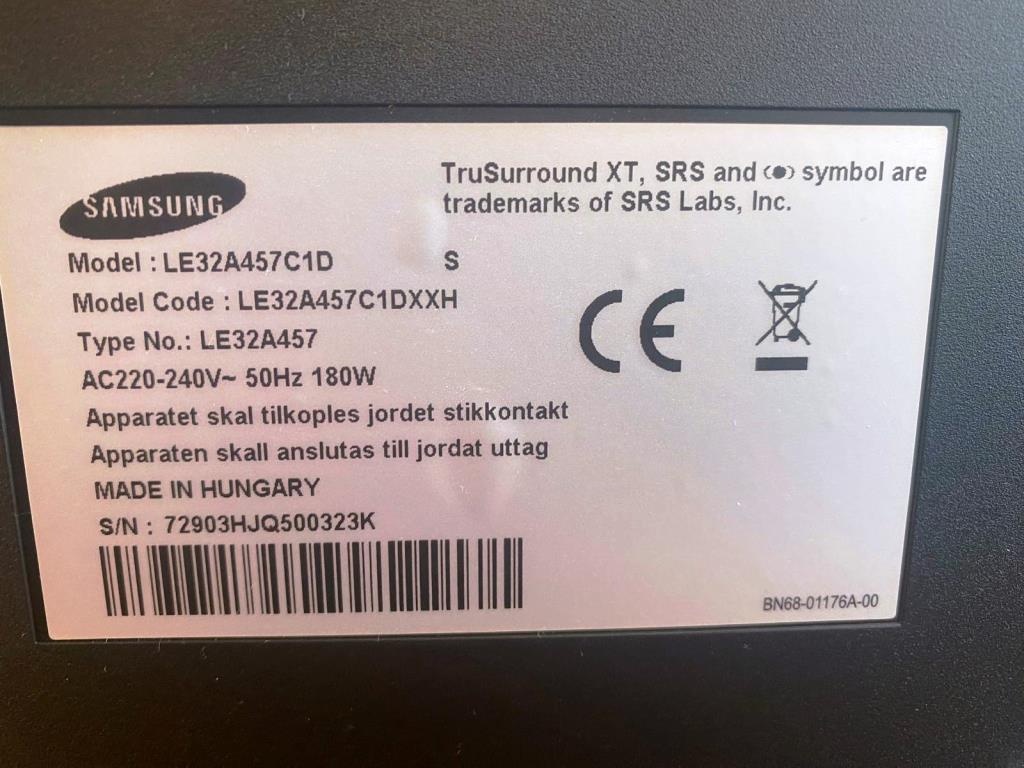 SAMSUNG
TruSurround XT, SRS and (●) symbol are
trademarks of SRS Labs, Inc.
Model : LE32A457C1D S
Model Code : LE32A457C1DXXH
Type No.: LE32A457
AC220-240V~ 50Hz 180W
Apparatet skal tilkoples jordet stikkontakt
Apparaten skall anslutas till jordat uttag
MADE IN HUNGARY
S/N : 72903HJQ500323K
CE
BN68-01176A-00